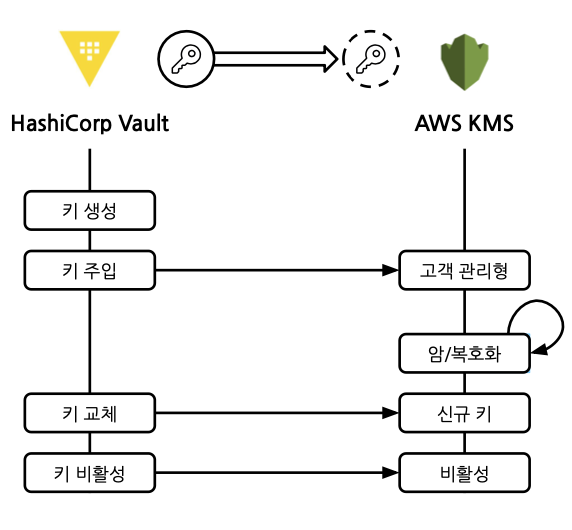 HashiCorp Vault
AWS KMS
키 생성
키 주입
고객 관리형
암/복호화
키 교체
신규 키
키 비활성
비활성